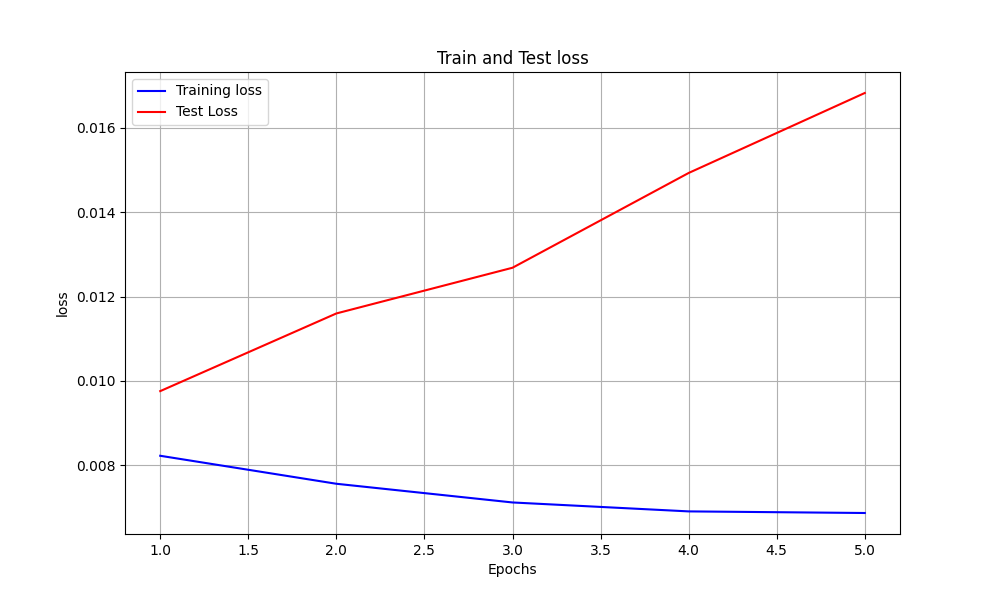 Train and Test loss
Training loss
Test Loss
0.016
0.014
0.012
0.010
0.008
loss
1.0 1.5 2.0 2.5 3.0 3.5 4.0 4.5 5.0
Epochs